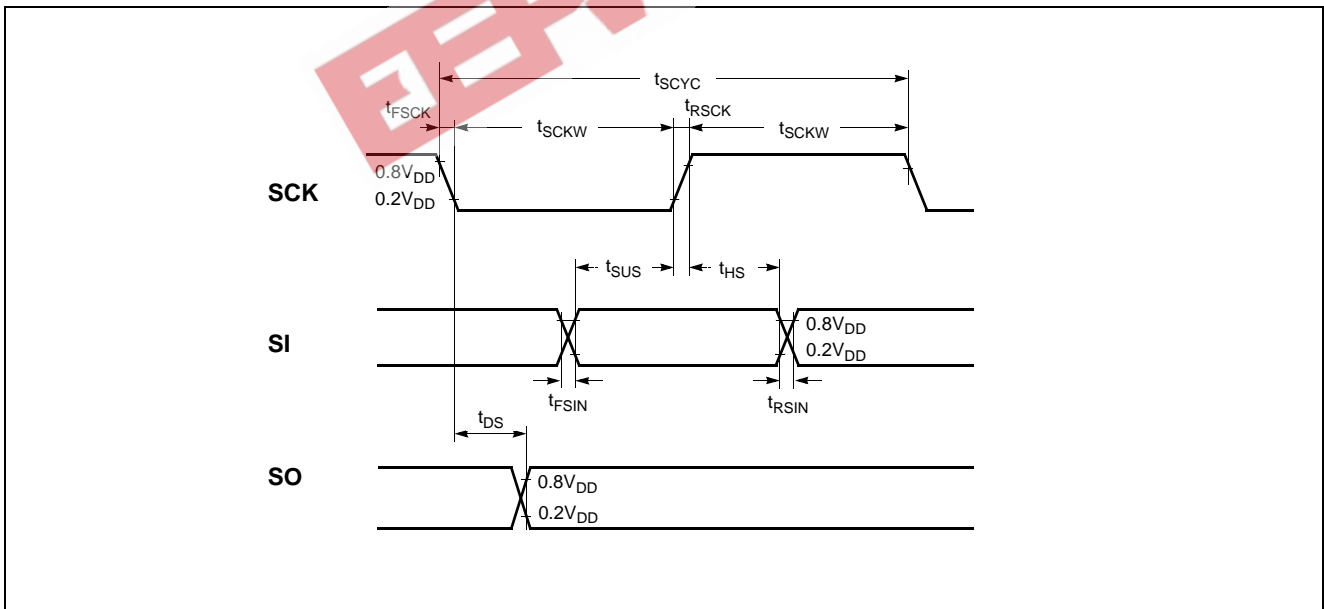 tSCYC
tFSCK
tRSCK
tSCKW
tSCKW
0.8VDD
SCK
0.2VDD
tSUS
tHS
0.8VDD
SI
0.2VDD
tFSIN
tRSIN
tDS
SO
0.8VDD
0.2VDD